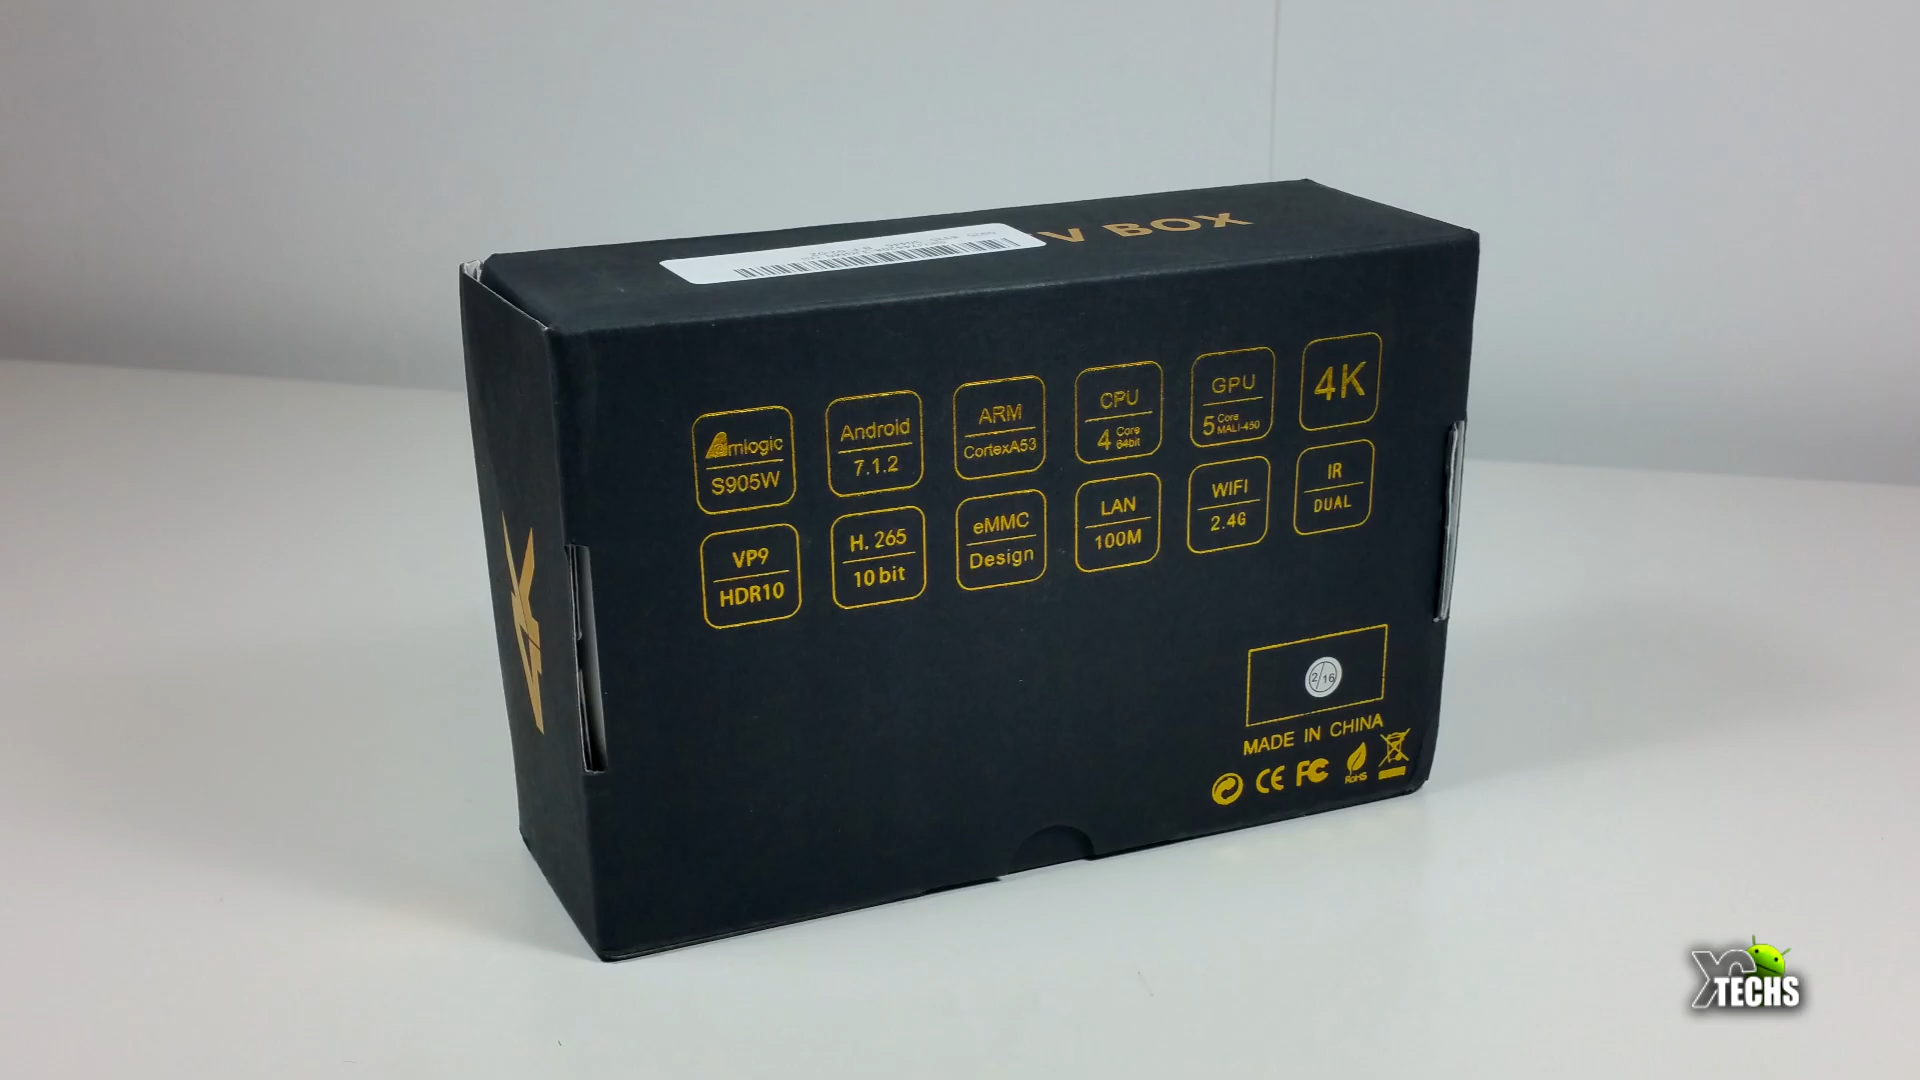 V BOX
Amlogic
S905W
Android
7.1.2
ARM
CortexA53
CPU
4 Core
64bit
GPU
5 Core
MALI-450
4K
VP9
HDR10
H. 265
10 bit
eMMC
Design
LAN
100M
WIFI
2.4G
IR
DUAL
4K
2/16
MADE IN CHINA
CE FC RoHS
TECHS